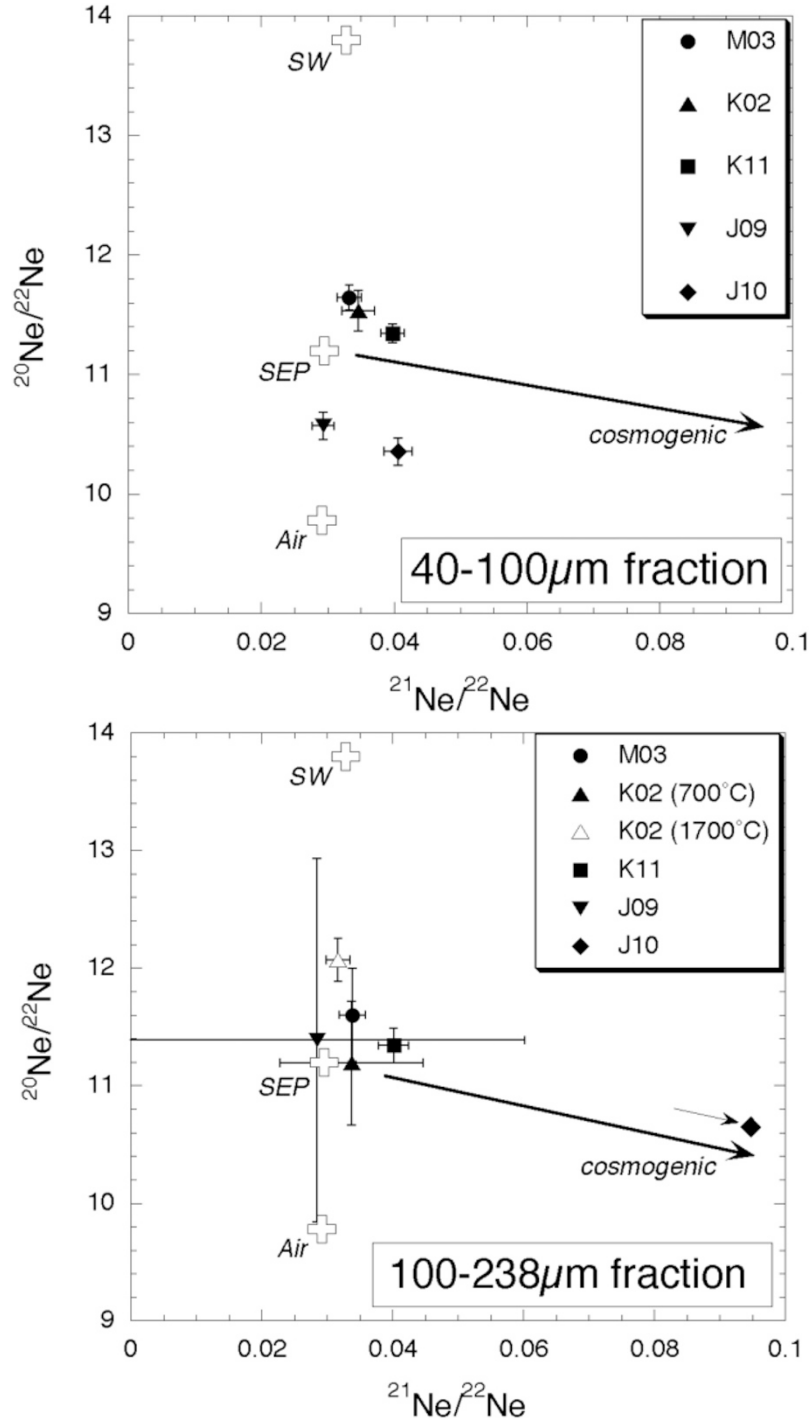 14
13
12
11
10
9
²⁰Ne/²²Ne
SW
SEP
Air
cosmogenic
M03
K02
K11
J09
J10
40-100µm fraction
0
0.02
0.04
0.06
0.08
0.1
²¹Ne/²²Ne
14
13
12
11
10
9
²⁰Ne/²²Ne
SW
SEP
Air
cosmogenic
M03
K02 (700°C)
K02 (1700°C)
K11
J09
J10
100-238µm fraction
0
0.02
0.04
0.06
0.08
0.1
²¹Ne/²²Ne